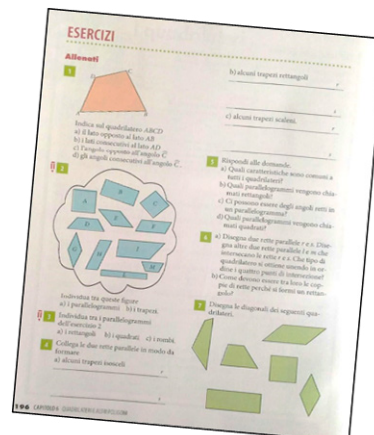 ESERCIZI
Allenati
1
D
C
A
B
Indica sul quadrilatero ABCD
a) il lato opposto al lato AB
b) i lati consecutivi al lato AD
c) l'angolo opposto all'angolo C
d) gli angoli consecutivi all'angolo C.
2
A
B
C
D
E
F
G
H
I
L
M
Individua tra queste figure
a) i parallelogrammi b) i trapezi.
3 Individua tra i parallelogrammi
dell'esercizio 2
a) i rettangoli b) i quadrati c) i rombi.
4 Collega le due rette parallele in modo da
formare
a) alcuni trapezi isosceli
r
s
b) alcuni trapezi rettangoli
r
s
c) alcuni trapezi scaleni.
r
s
5 Rispondi alle domande.
a) Quali caratteristiche sono comuni a
tutti i quadrilateri?
b) Quali parallelogrammi vengono chia-
mati rettangoli?
c) Ci possono essere degli angoli retti in
un parallelogramma?
d) Quali parallelogrammi vengono chia-
mati quadrati?
6 a) Disegna due rette parallele r e s. Dise-
gna altre due rette parallele l e m che
intersecano le rette r e s. Che tipo di
quadrilatero si ottiene unendo in or-
dine i quattro punti di intersezione?
b) Come devono essere tra loro le cop-
pie di rette perché si formi un rettan-
golo?
7 Disegna le diagonali dei seguenti qua-
drilateri.
CAPITOLO 6